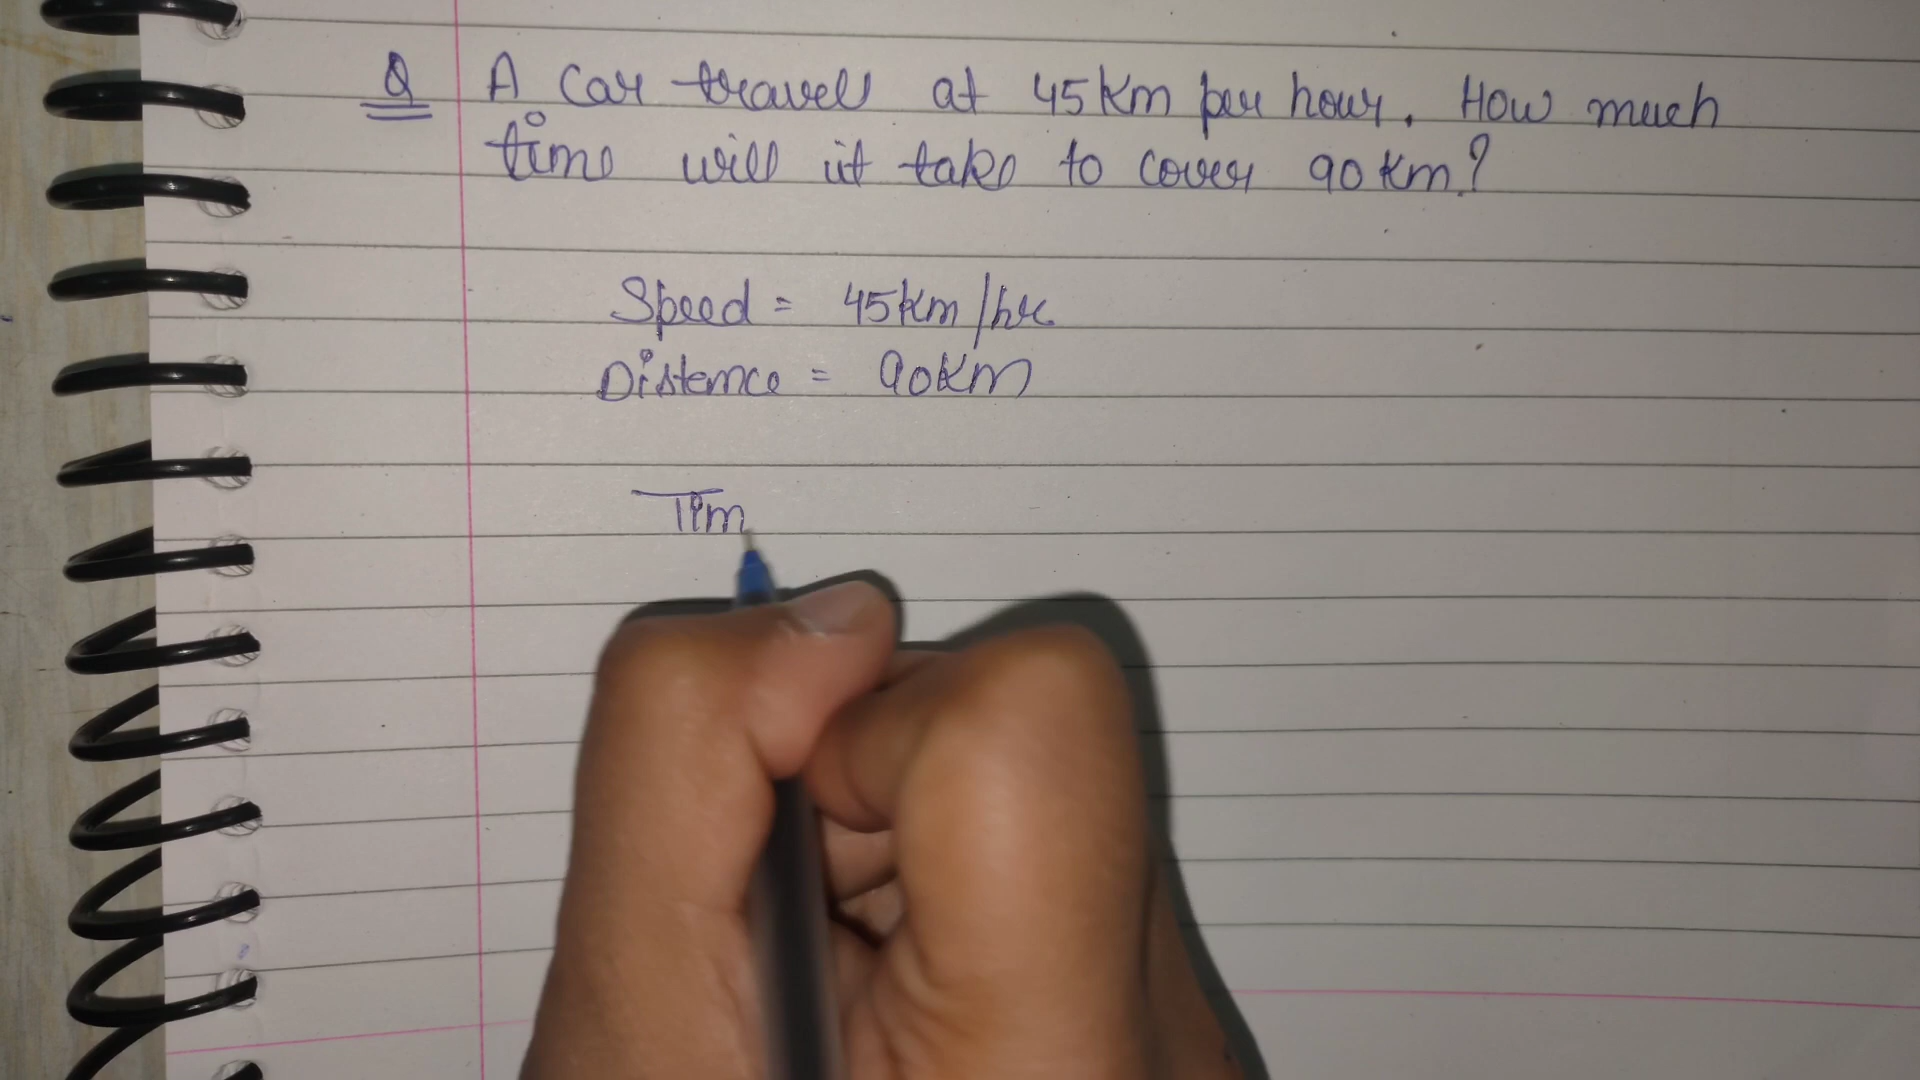 Q A car travels at 45 km per hour. How much
time will it take to cover 90 km?
Speed = 45 km/hr
Distance = 90 km
Tim